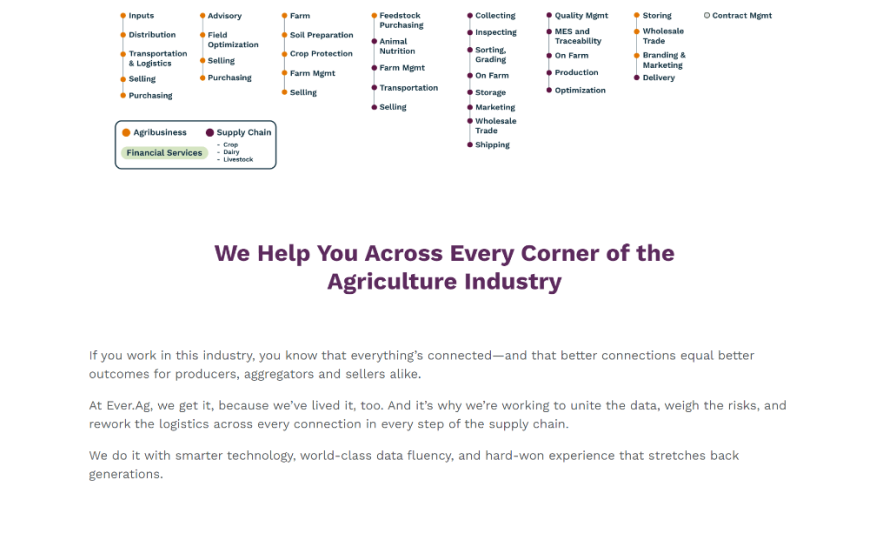 Inputs
Distribution
Transportation
& Logistics
Selling
Purchasing
Advisory
Field
Optimization
Selling
Purchasing
Farm
Soil Preparation
Crop Protection
Farm Mgmt
Selling
Feedstock
Purchasing
Animal
Nutrition
Farm Mgmt
Transportation
Selling
Collecting
Inspecting
Sorting,
Grading
On Farm
Storage
Marketing
Wholesale
Trade
Shipping
Quality Mgmt
MES and
Traceability
On Farm
Production
Optimization
Storing
Wholesale
Trade
Branding &
Marketing
Delivery
Contract Mgmt
Agribusiness
Financial Services
Supply Chain
- Crop
- Dairy
- Livestock
We Help You Across Every Corner of the
Agriculture Industry
If you work in this industry, you know that everything’s connected—and that better connections equal better
outcomes for producers, aggregators and sellers alike.
At Ever.Ag, we get it, because we’ve lived it, too. And it’s why we’re working to unite the data, weigh the risks, and
rework the logistics across every connection in every step of the supply chain.
We do it with smarter technology, world-class data fluency, and hard-won experience that stretches back
generations.